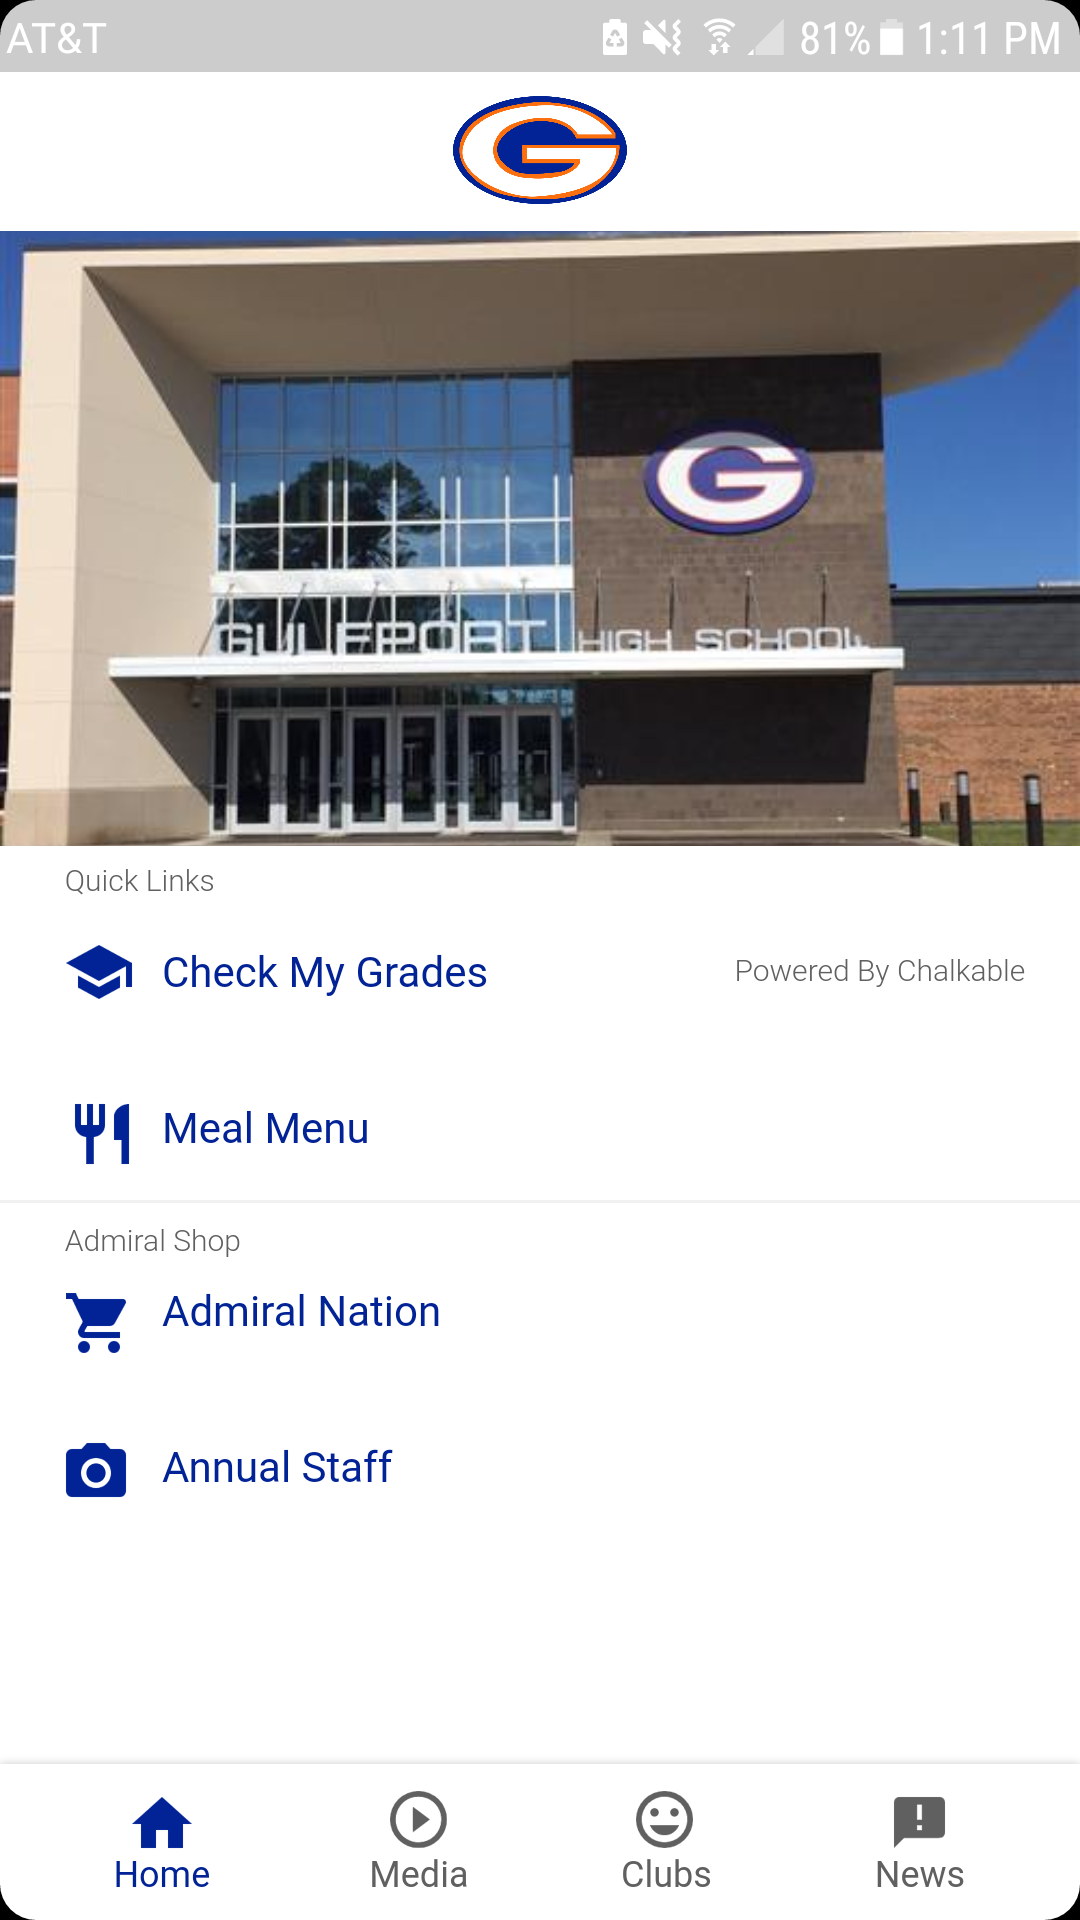 AT&T 81% 1:11 PM
G
G
GULFPORT HIGH SCHOOL
Quick Links
Check My Grades Powered By Chalkable
Meal Menu
Admiral Shop
Admiral Nation
Annual Staff
Home Media Clubs News